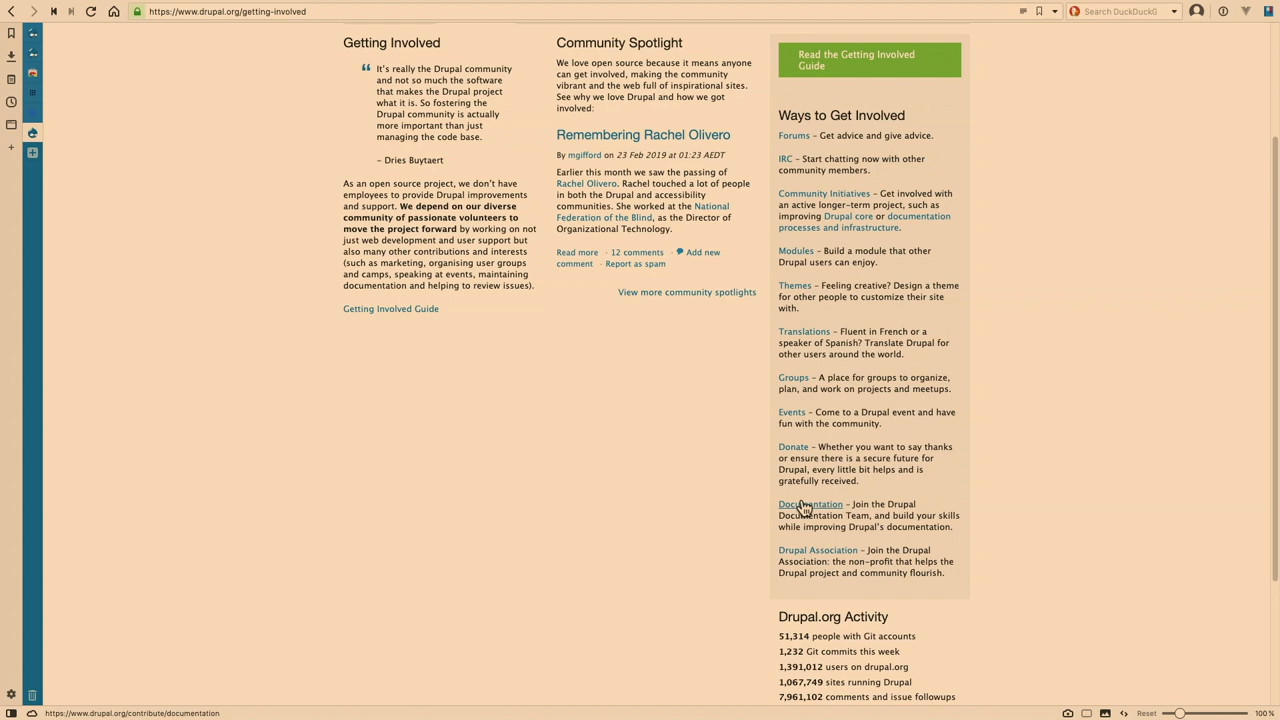 https://www.drupal.org/getting-involved
Search DuckDuckG
Getting Involved
“ It’s really the Drupal community
and not so much the software
that makes the Drupal project
what it is. So fostering the
Drupal community is actually
more important than just
managing the code base.
– Dries Buytaert
As an open source project, we don’t have
employees to provide Drupal improvements
and support. We depend on our diverse
community of passionate volunteers to
move the project forward by working on not
just web development and user support but
also many other contributions and interests
(such as marketing, organising user groups
and camps, speaking at events, maintaining
documentation and helping to review issues).
Getting Involved Guide
Community Spotlight
We love open source because it means anyone
can get involved, making the community
vibrant and the web full of inspirational sites.
See why we love Drupal and how we got
involved:
Remembering Rachel Olivero
By mgifford on 23 Feb 2019 at 01:23 AEDT
Earlier this month we saw the passing of
Rachel Olivero. Rachel touched a lot of people
in both the Drupal and accessibility
communities. She worked at the National
Federation of the Blind, as the Director of
Organizational Technology.
Read more · 12 comments · Add new
comment · Report as spam
View more community spotlights
Read the Getting Involved
Guide
Ways to Get Involved
Forums – Get advice and give advice.
IRC – Start chatting now with other
community members.
Community Initiatives – Get involved with
an active longer-term project, such as
improving Drupal core or documentation
processes and infrastructure.
Modules – Build a module that other
Drupal users can enjoy.
Themes – Feeling creative? Design a theme
for other people to customize their site
with.
Translations – Fluent in French or a
speaker of Spanish? Translate Drupal for
other users around the world.
Groups – A place for groups to organize,
plan, and work on projects and meetups.
Events – Come to a Drupal event and have
fun with the community.
Donate – Whether you want to say thanks
or ensure there is a secure future for
Drupal, every little bit helps and is
gratefully received.
Documentation – Join the Drupal
Documentation Team, and build your skills
while improving Drupal’s documentation.
Drupal Association – Join the Drupal
Association: the non-profit that helps the
Drupal project and community flourish.
Drupal.org Activity
51,314 people with Git accounts
1,232 Git commits this week
1,391,012 users on drupal.org
1,067,749 sites running Drupal
7,961,102 comments and issue followups
https://www.drupal.org/contribute/documentation
Reset
100 %